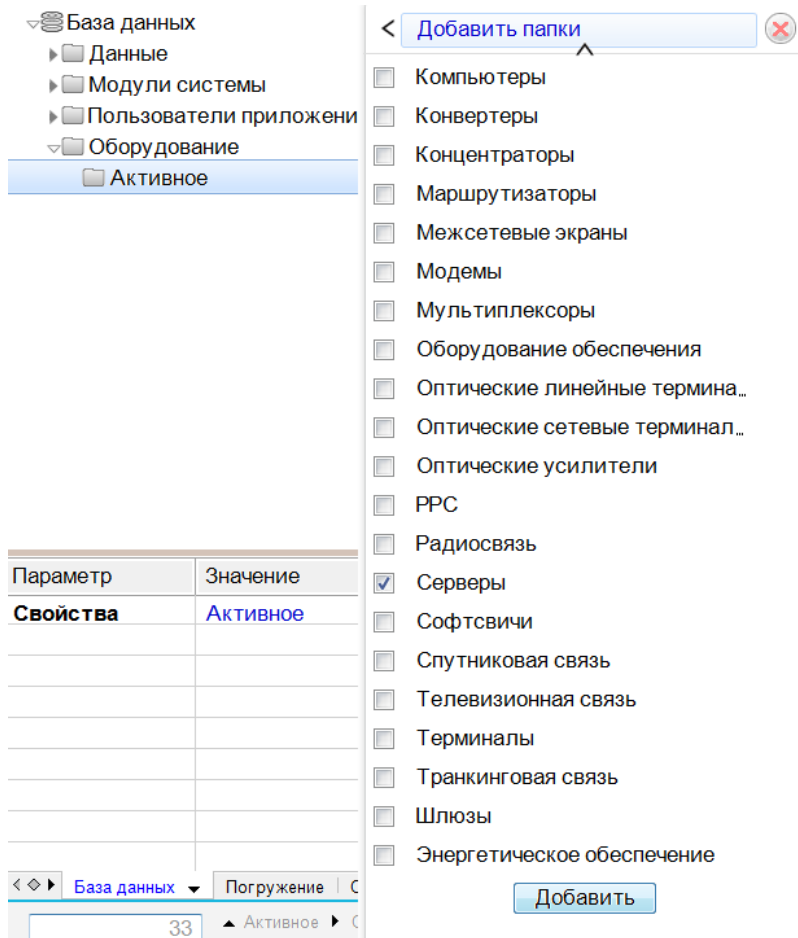 База данных
Данные
Модули системы
Пользователи приложени
Оборудование
Активное
Параметр Значение
Свойства Активное
База данных Погружение С
33 Активное
Добавить папки
Компьютеры
Конвертеры
Концентраторы
Маршрутизаторы
Межсетевые экраны
Модемы
Мультиплексоры
Оборудование обеспечения
Оптические линейные термина...
Оптические сетевые терминал...
Оптические усилители
РРС
Радиосвязь
Серверы
Софтсвичи
Спутниковая связь
Телевизионная связь
Терминалы
Транкинговая связь
Шлюзы
Энергетическое обеспечение
Добавить